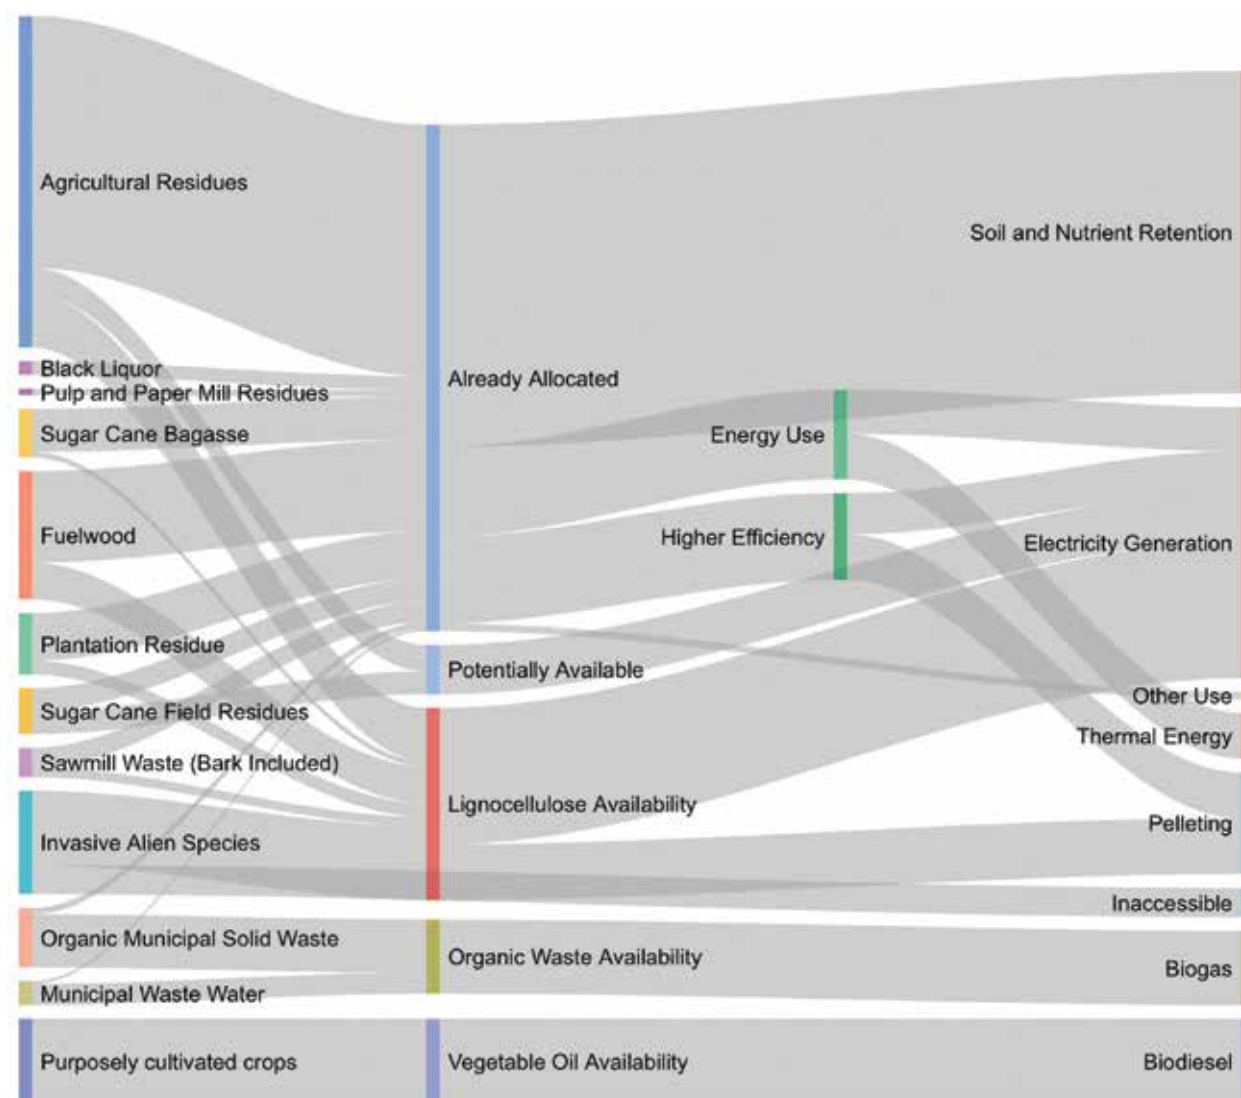 Agricultural Residues
Black Liquor
Pulp and Paper Mill Residues
Sugar Cane Bagasse
Fuelwood
Plantation Residue
Sugar Cane Field Residues
Sawmill Waste (Bark Included)
Invasive Alien Species
Organic Municipal Solid Waste
Municipal Waste Water
Purposely cultivated crops
Already Allocated
Potentially Available
Lignocellulose Availability
Organic Waste Availability
Vegetable Oil Availability
Energy Use
Higher Efficiency
Soil and Nutrient Retention
Electricity Generation
Other Use
Thermal Energy
Pelleting
Inaccessible
Biogas
Biodiesel